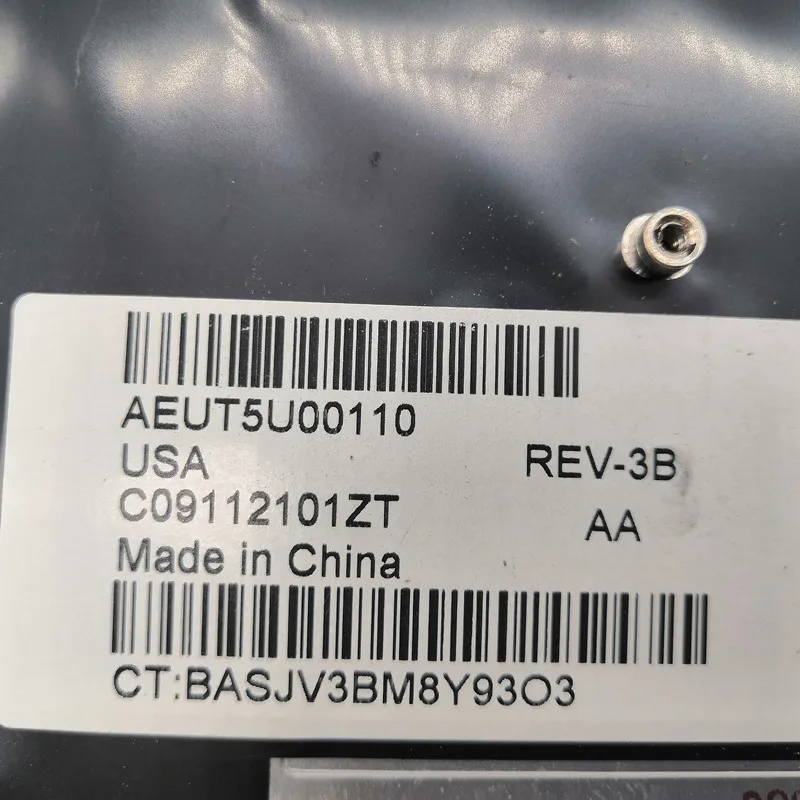 AEUT5U00110
USA
REV-3B
C09112101ZT
AA
Made in China
CT:BASJV3BM8Y93O3